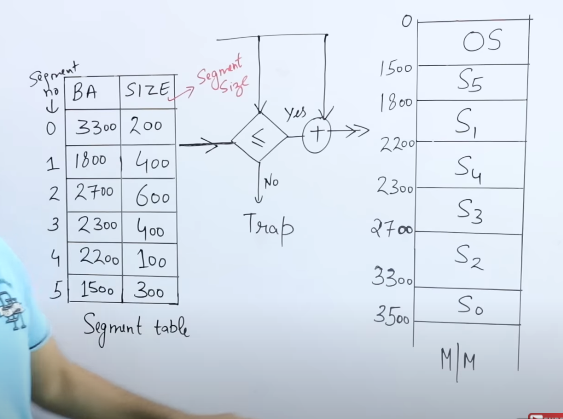 Segment
no
BA SIZE
0 3300 200
1 1800 400
2 2700 600
3 2300 400
4 2200 100
5 1500 300
Segment table
Segment
Size
≤
Yes
+
No
Trap
0
OS
1500
S5
1800
S1
2200
S4
2300
S3
2700
S2
3300
S0
3500
M/M